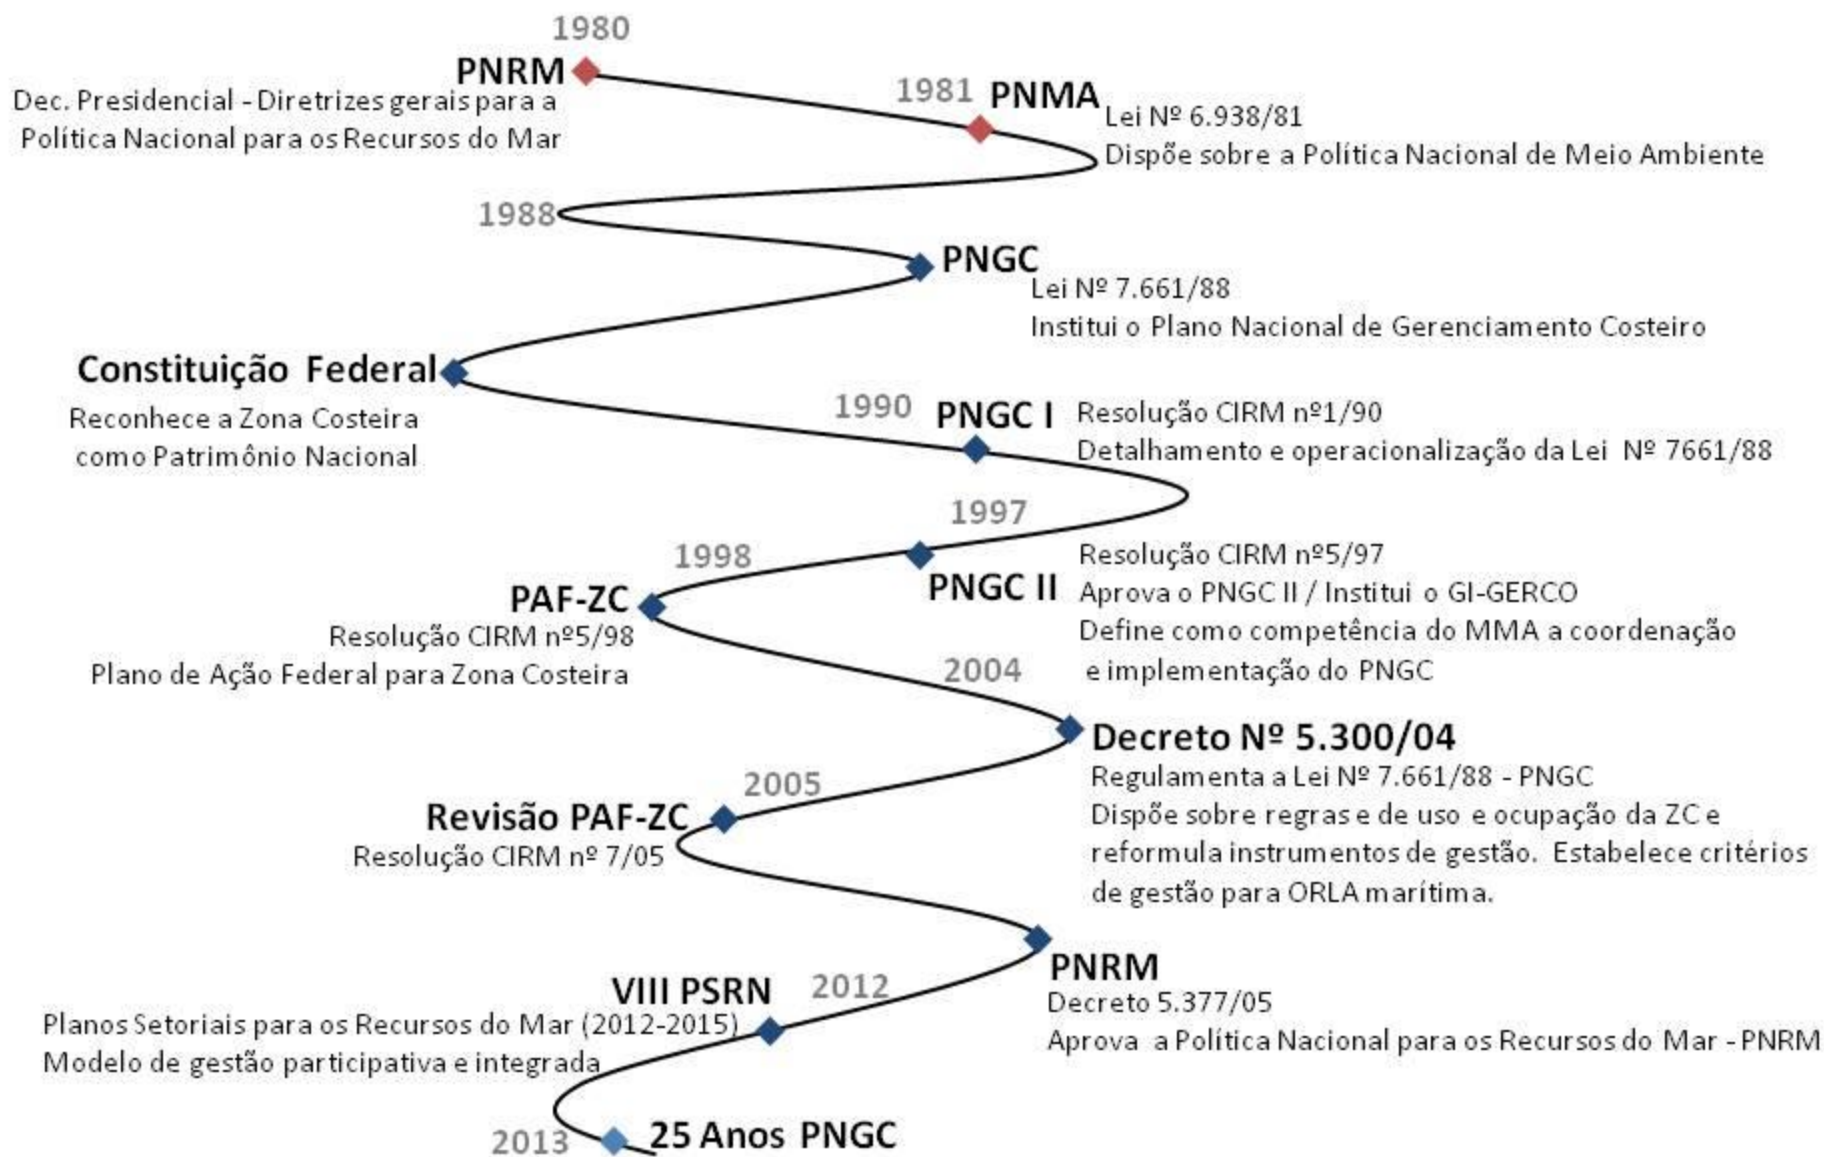 1980
PNRM
Dec. Presidencial - Diretrizes gerais para a
Política Nacional para os Recursos do Mar
1981
PNMA
Lei Nº 6.938/81
Dispõe sobre a Política Nacional de Meio Ambiente
1988
PNGC
Lei Nº 7.661/88
Institui o Plano Nacional de Gerenciamento Costeiro
Constituição Federal
Reconhece a Zona Costeira
como Patrimônio Nacional
1990
PNGC I
Resolução CIRM nº1/90
Detalhamento e operacionalização da Lei Nº 7661/88
1997
PNGC II
Resolução CIRM nº5/97
Aprova o PNGC II / Institui o GI-GERCO
Define como competência do MMA a coordenação
e implementação do PNGC
1998
PAF-ZC
Resolução CIRM nº5/98
Plano de Ação Federal para Zona Costeira
2004
Decreto Nº 5.300/04
Regulamenta a Lei Nº 7.661/88 - PNGC
Dispõe sobre regras e de uso e ocupação da ZC e
reformula instrumentos de gestão. Estabelece critérios
de gestão para ORLA marítima.
2005
Revisão PAF-ZC
Resolução CIRM nº 7/05
PNRM
Decreto 5.377/05
Aprova a Política Nacional para os Recursos do Mar - PNRM
2012
VIII PSRN
Planos Setoriais para os Recursos do Mar (2012-2015)
Modelo de gestão participativa e integrada
2013
25 Anos PNGC